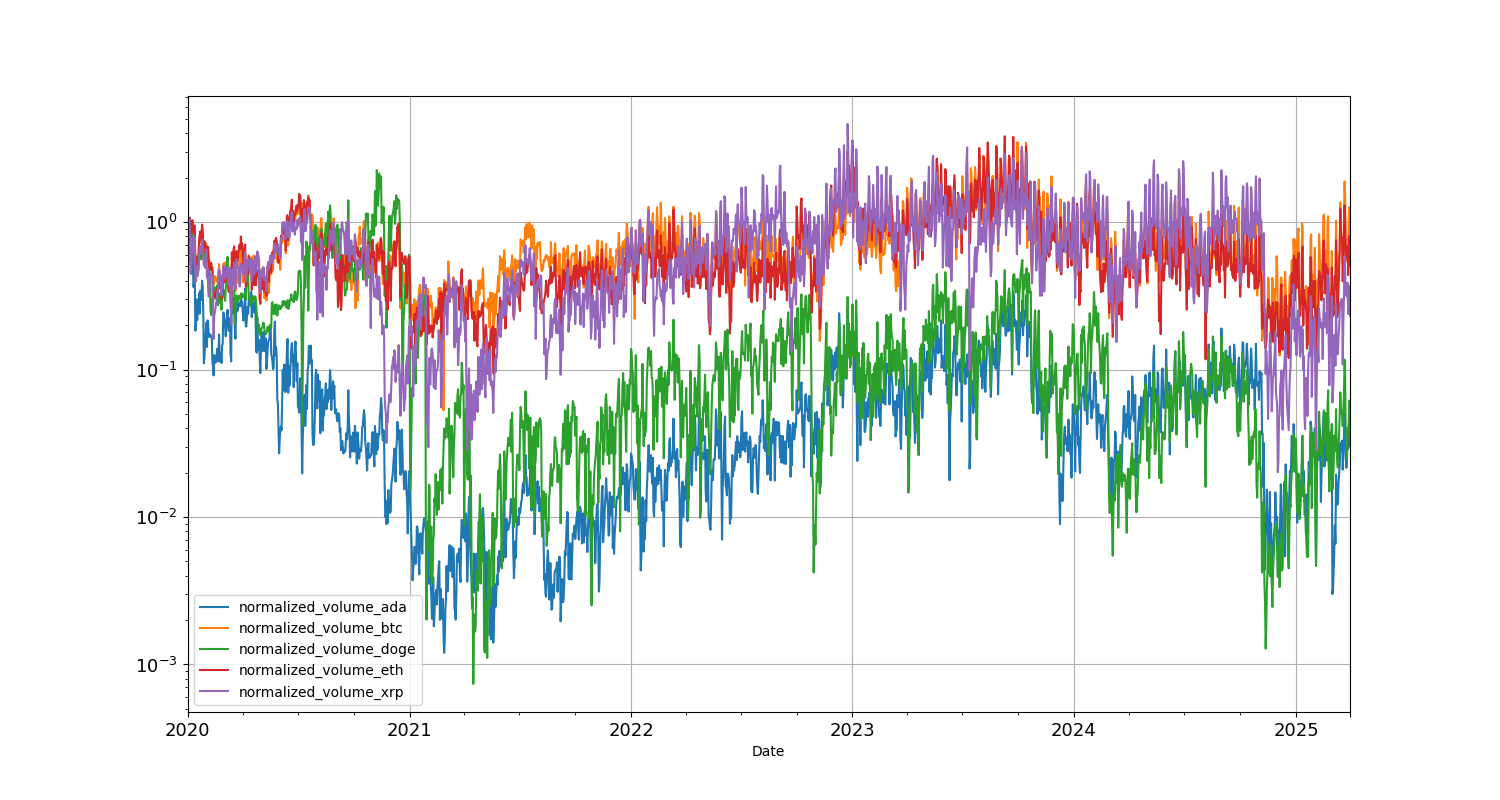 10⁰
10⁻¹
10⁻²
10⁻³
normalized_volume_ada
normalized_volume_btc
normalized_volume_doge
normalized_volume_eth
normalized_volume_xrp
2020 2021 2022 2023 2024 2025
Date